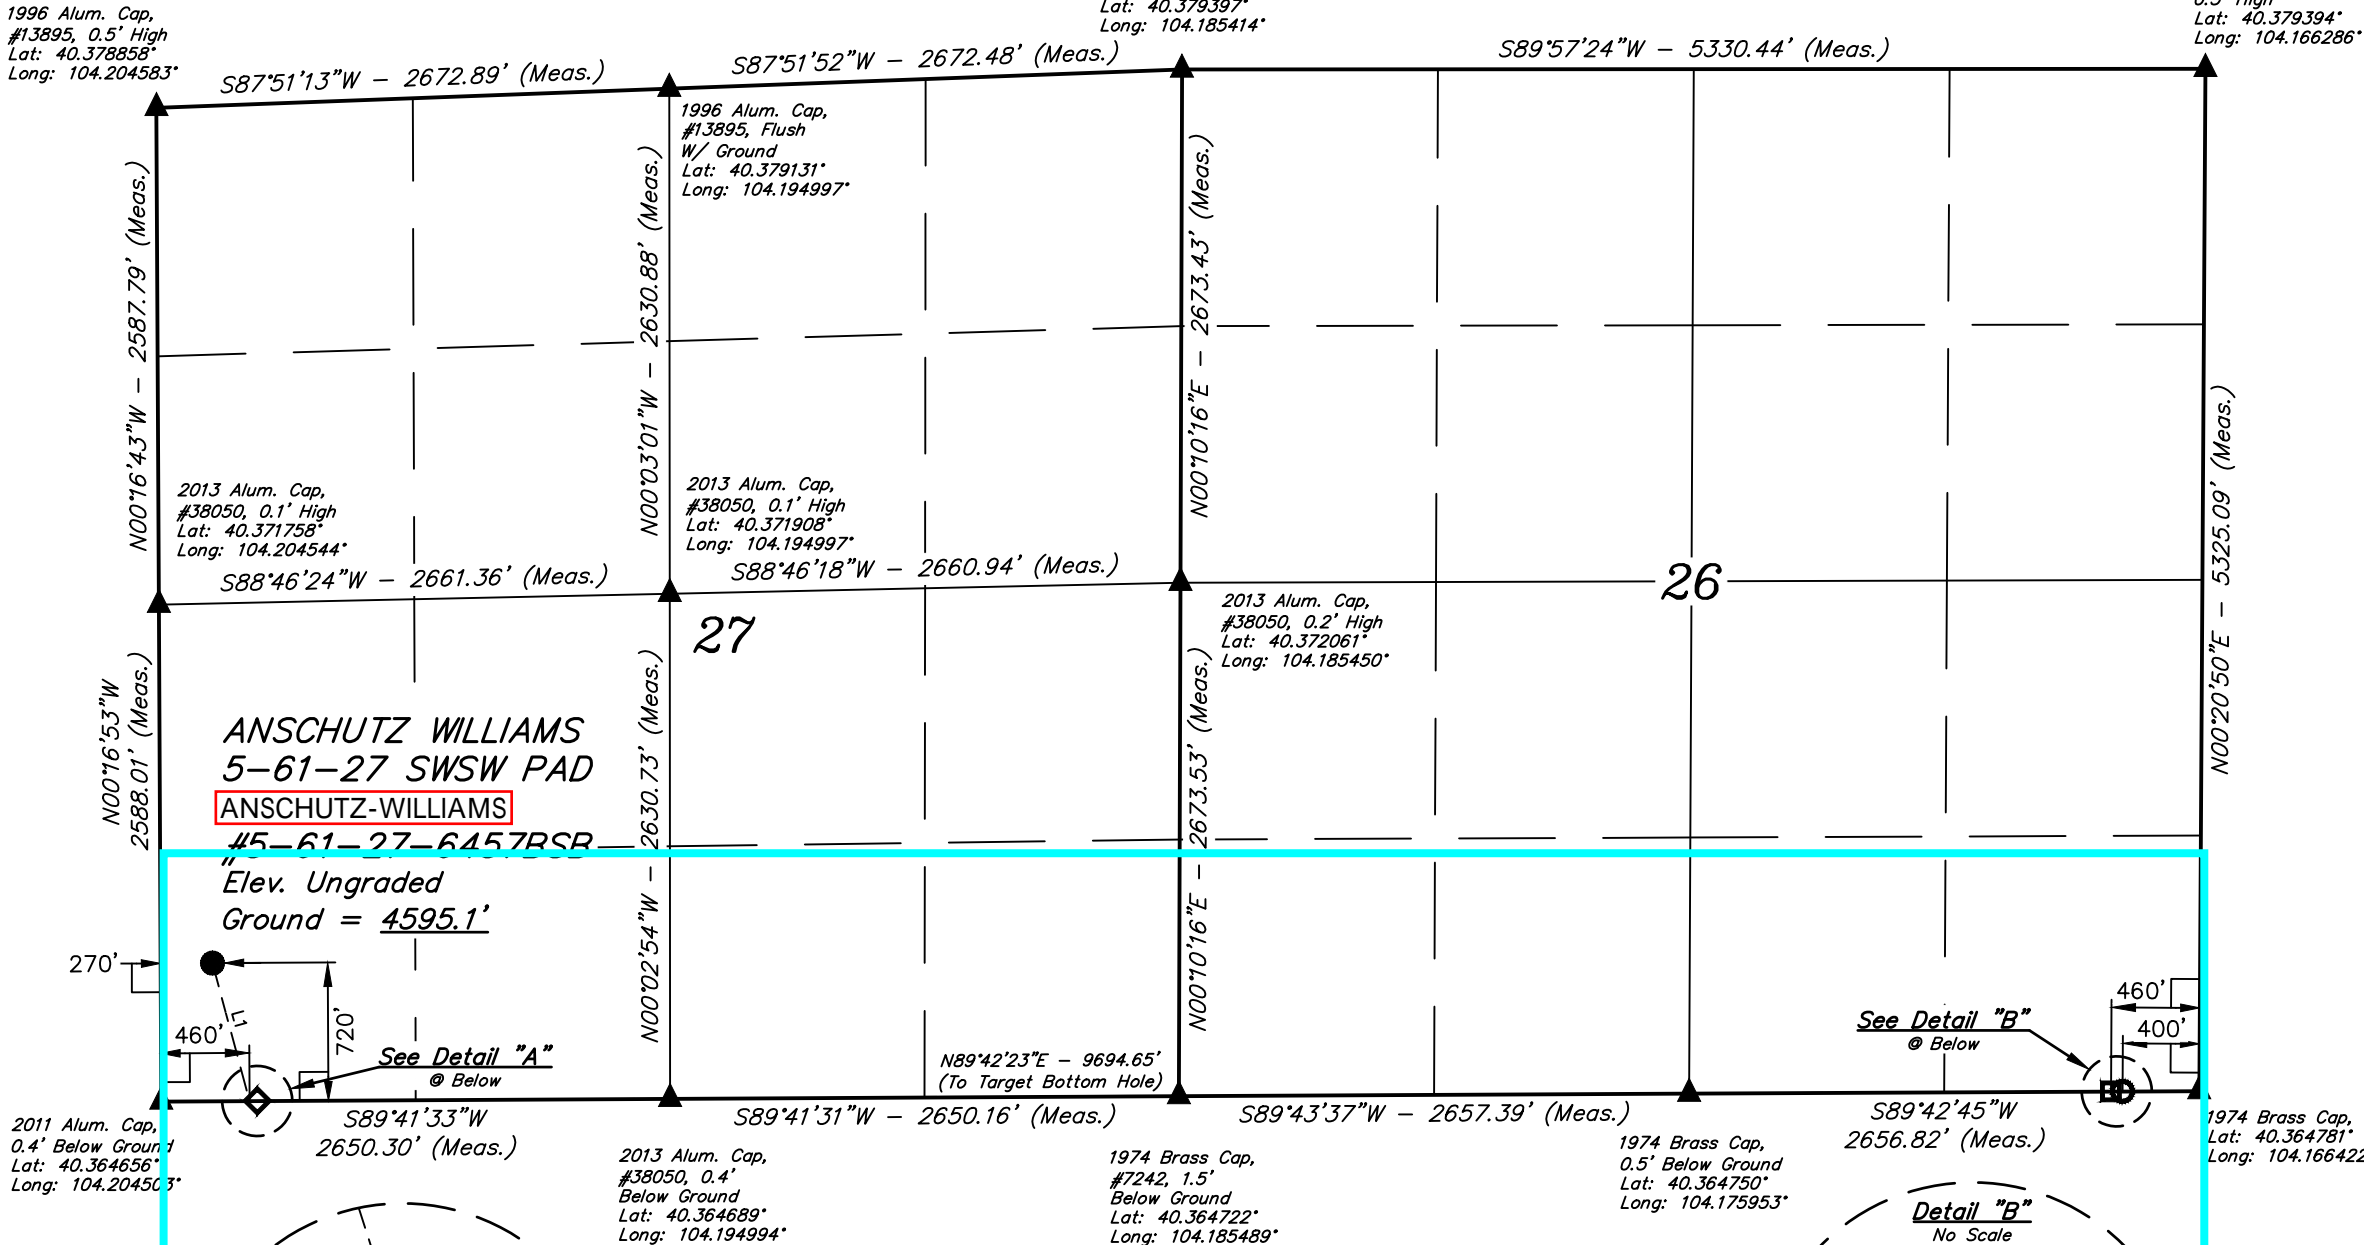 1996 Alum. Cap,
#13895, 0.5' High
Lat: 40.378858°
Long: 104.204583°
S87°51'13"W - 2672.89' (Meas.)
S87°51'52"W - 2672.48' (Meas.)
Lat: 40.379397°
Long: 104.185414°
S89°57'24"W - 5330.44' (Meas.)
0.5' High
Lat: 40.379394°
Long: 104.166286°
1996 Alum. Cap,
#13895, Flush
W/ Ground
Lat: 40.379131°
Long: 104.194997°
N00°16'43"W - 2587.79' (Meas.)
N00°03'01"W - 2630.88' (Meas.)
N00°10'16"E - 2673.43' (Meas.)
N00°20'50"E - 5325.09' (Meas.)
2013 Alum. Cap,
#38050, 0.1' High
Lat: 40.371758°
Long: 104.204544°
2013 Alum. Cap,
#38050, 0.1' High
Lat: 40.371908°
Long: 104.194997°
S88°46'24"W - 2661.36' (Meas.)
S88°46'18"W - 2660.94' (Meas.)
27
26
2013 Alum. Cap,
#38050, 0.2' High
Lat: 40.372061°
Long: 104.185450°
N00°16'53"W
2588.01' (Meas.)
N00°02'54"W - 2630.73' (Meas.)
N00°10'16"E - 2673.53' (Meas.)
ANSCHUTZ WILLIAMS
5-61-27 SWSW PAD
ANSCHUTZ-WILLIAMS
#5-61-27-6457BSB
Elev. Ungraded
Ground = 4595.1'
270'
460'
L1
720'
See Detail "A"
@ Below
N89°42'23"E - 9694.65'
(To Target Bottom Hole)
See Detail "B"
@ Below
460'
400'
S89°41'33"W
2650.30' (Meas.)
S89°41'31"W - 2650.16' (Meas.)
S89°43'37"W - 2657.39' (Meas.)
S89°42'45"W
2656.82' (Meas.)
2011 Alum. Cap,
0.4' Below Ground
Lat: 40.364656°
Long: 104.204503°
2013 Alum. Cap,
#38050, 0.4'
Below Ground
Lat: 40.364689°
Long: 104.194994°
1974 Brass Cap,
#7242, 1.5'
Below Ground
Lat: 40.364722°
Long: 104.185489°
1974 Brass Cap,
0.5' Below Ground
Lat: 40.364750°
Long: 104.175953°
1974 Brass Cap,
Lat: 40.364781°
Long: 104.166422
Detail "B"
No Scale